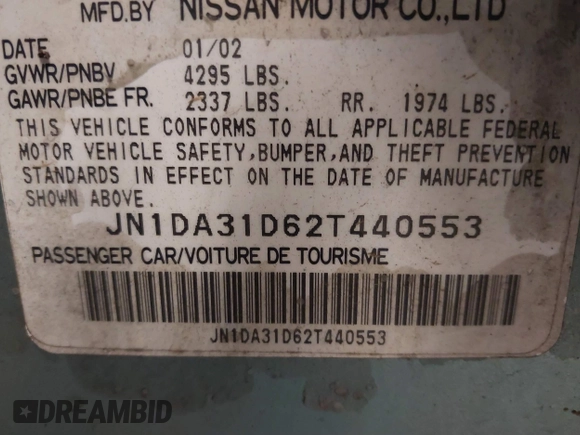 MFD.BY NISSAN MOTOR CO.,LTD
DATE 01/02
GVWR/PNBV 4295 LBS.
GAWR/PNBE FR. 2337 LBS. RR. 1974 LBS.
THIS VEHICLE CONFORMS TO ALL APPLICABLE FEDERAL
MOTOR VEHICLE SAFETY,BUMPER,AND THEFT PREVENTION
STANDARDS IN EFFECT ON THE DATE OF MANUFACTURE
SHOWN ABOVE.
JN1DA31D62T440553
PASSENGER CAR/VOITURE DE TOURISME
JN1DA31D62T440553
DREAMBID